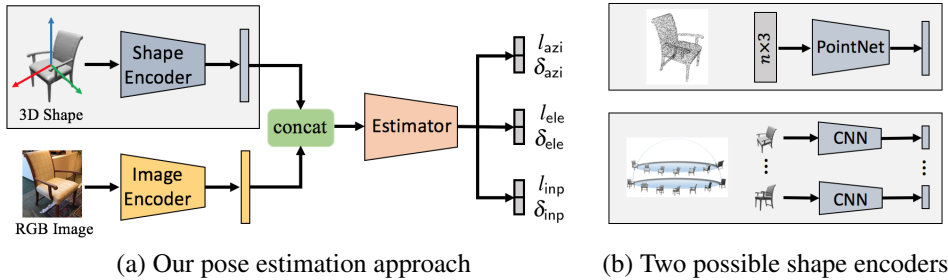 3D Shape
Shape
Encoder
RGB Image
Image
Encoder
concat
Estimator
l_azi
δ_azi
l_ele
δ_ele
l_inp
δ_inp
(a) Our pose estimation approach
n×3
PointNet
CNN
CNN
(b) Two possible shape encoders